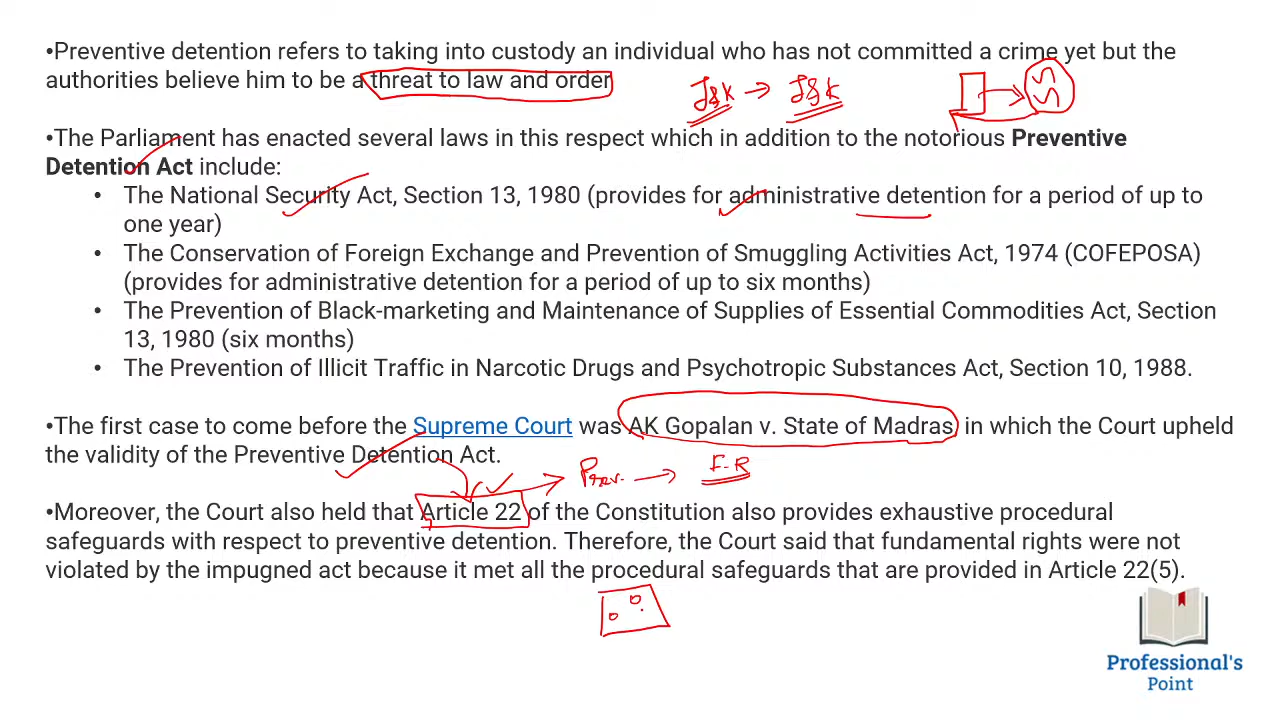 •Preventive detention refers to taking into custody an individual who has not committed a crime yet but the
authorities believe him to be a threat to law and order
J&K → J&K
•The Parliament has enacted several laws in this respect which in addition to the notorious Preventive
Detention Act include:
• The National Security Act, Section 13, 1980 (provides for administrative detention for a period of up to
one year)
• The Conservation of Foreign Exchange and Prevention of Smuggling Activities Act, 1974 (COFEPOSA)
(provides for administrative detention for a period of up to six months)
• The Prevention of Black-marketing and Maintenance of Supplies of Essential Commodities Act, Section
13, 1980 (six months)
• The Prevention of Illicit Traffic in Narcotic Drugs and Psychotropic Substances Act, Section 10, 1988.
•The first case to come before the Supreme Court was AK Gopalan v. State of Madras in which the Court upheld
the validity of the Preventive Detention Act.
Prev. → F.R
•Moreover, the Court also held that Article 22 of the Constitution also provides exhaustive procedural
safeguards with respect to preventive detention. Therefore, the Court said that fundamental rights were not
violated by the impugned act because it met all the procedural safeguards that are provided in Article 22(5).
Professional's
Point